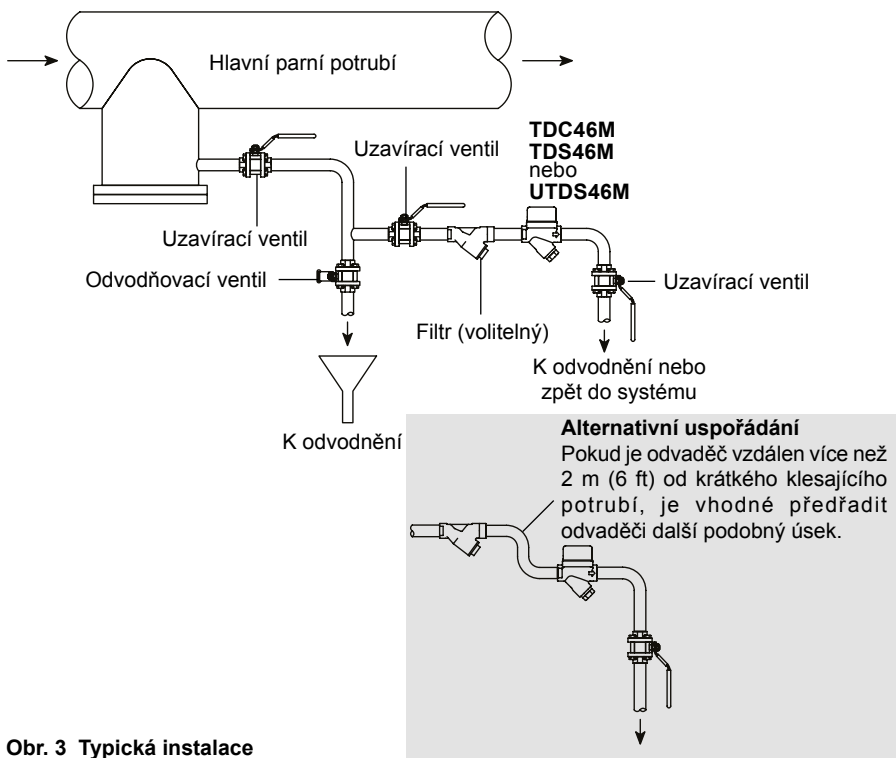 Hlavní parní potrubí
Uzavírací ventil
TDC46M
TDS46M
nebo
UTDS46M
Uzavírací ventil
Odvodňovací ventil
Uzavírací ventil
Filtr (volitelný)
K odvodnění nebo
zpět do systému
K odvodnění
Alternativní uspořádání
Pokud je odvaděč vzdálen více než
2 m (6 ft) od krátkého klesajícího
potrubí, je vhodné předřadit
odvaděči další podobný úsek.
Obr. 3 Typická instalace